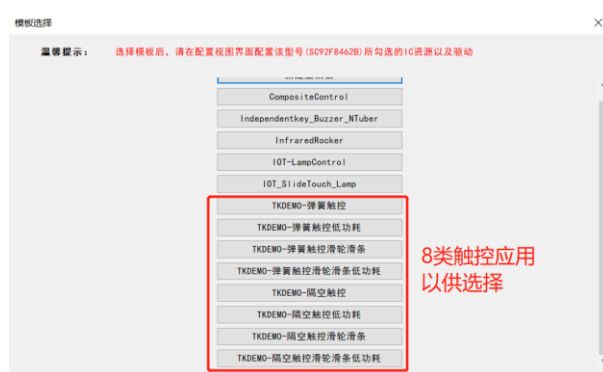 模板选择
温馨提示： 选择模板后，请在配置视图界面配置该型号(SC92F8462B)所勾选的IC资源以及驱动
CompositeControl
Independentkey_Buzzer_NTuber
InfraredRocker
IOT-LampControl
IOT_SlideTouch_Lamp
TKDEMO-弹簧触控
TKDEMO-弹簧触控低功耗
TKDEMO-弹簧触控滑轮滑条
TKDEMO-弹簧触控滑轮滑条低功耗
TKDEMO-隔空触控
TKDEMO-隔空触控低功耗
TKDEMO-隔空触控滑轮滑条
TKDEMO-隔空触控滑轮滑条低功耗
8类触控应用
以供选择